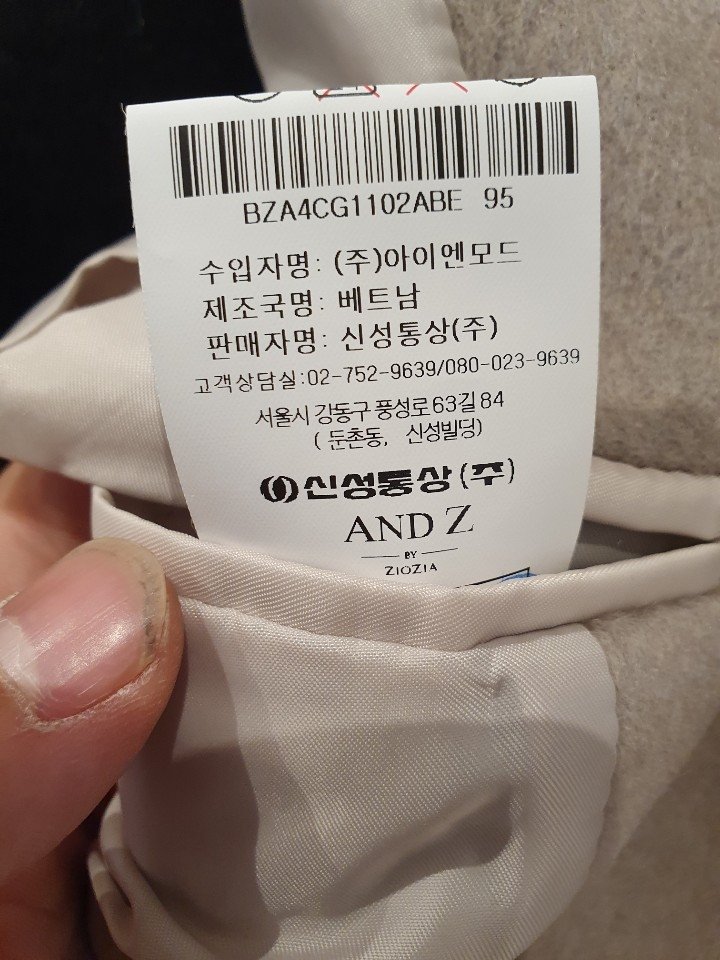 BZA4CG1102ABE 95
수입자명: (주)아이엔모드
제조국명: 베트남
판매자명: 신성통상(주)
고객상담실:02-752-9639/080-023-9639
서울시 강동구 풍성로63길 84
( 둔촌동, 신성빌딩)
신성통상(주)
AND Z
BY
ZIOZIA